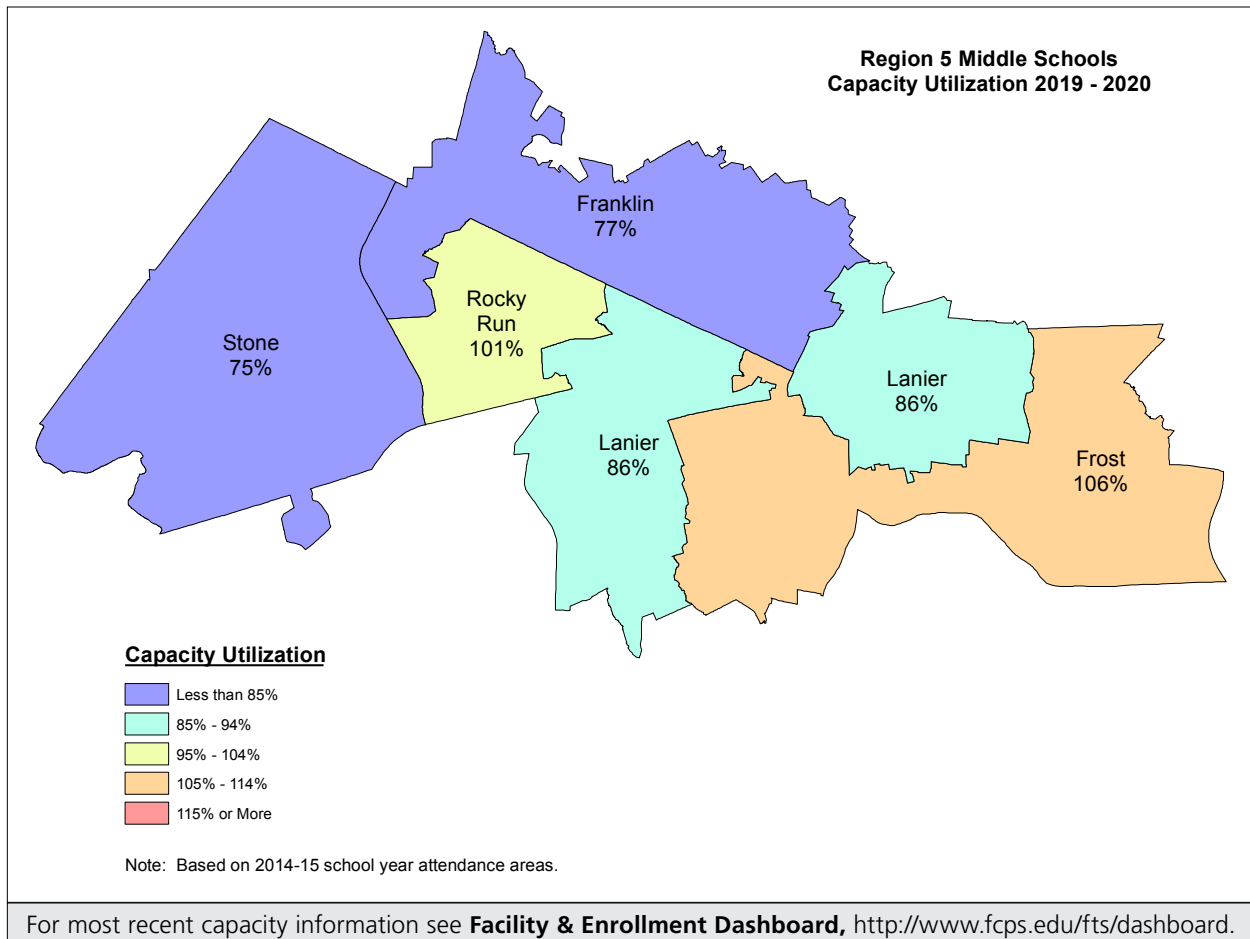 Region 5 Middle Schools
Capacity Utilization 2019 - 2020
Franklin
77%
Rocky
Run
101%
Stone
75%
Lanier
86%
Lanier
86%
Frost
106%
Capacity Utilization
Less than 85%
85% - 94%
95% - 104%
105% - 114%
115% or More
Note: Based on 2014-15 school year attendance areas.
For most recent capacity information see Facility & Enrollment Dashboard, http://www.fcps.edu/fts/dashboard.